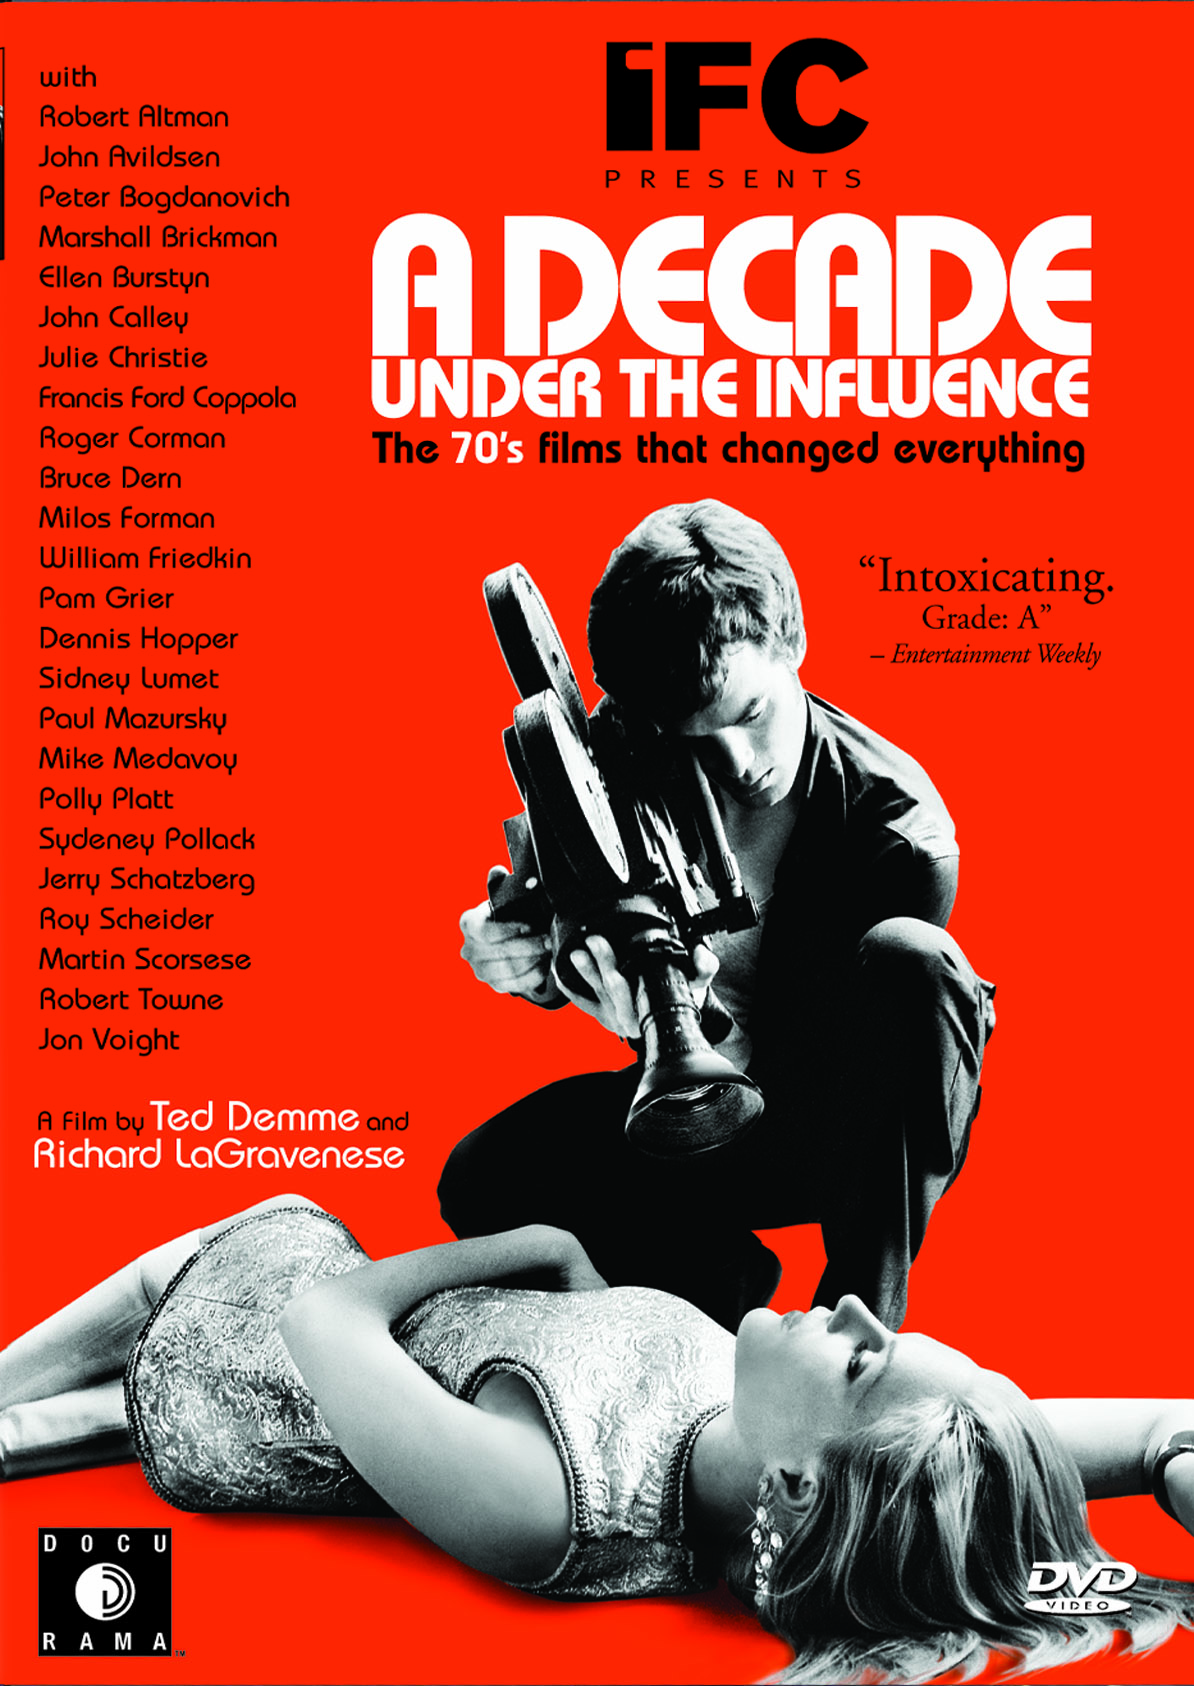 with
Robert Altman
John Avildsen
Peter Bogdanovich
Marshall Brickman
Ellen Burstyn
John Calley
Julie Christie
Francis Ford Coppola
Roger Corman
Bruce Dern
Milos Forman
William Friedkin
Pam Grier
Dennis Hopper
Sidney Lumet
Paul Mazursky
Mike Medavoy
Polly Platt
Sydeney Pollack
Jerry Schatzberg
Roy Scheider
Martin Scorsese
Robert Towne
Jon Voight
A Film by Ted Demme and
Richard LaGravenese
iFC
PRESENTS
A DECADE
UNDER THE INFLUENCE
The 70's films that changed everything
“Intoxicating.
Grade: A”
– Entertainment Weekly
DOCU
RAMA™
DVD
VIDEO